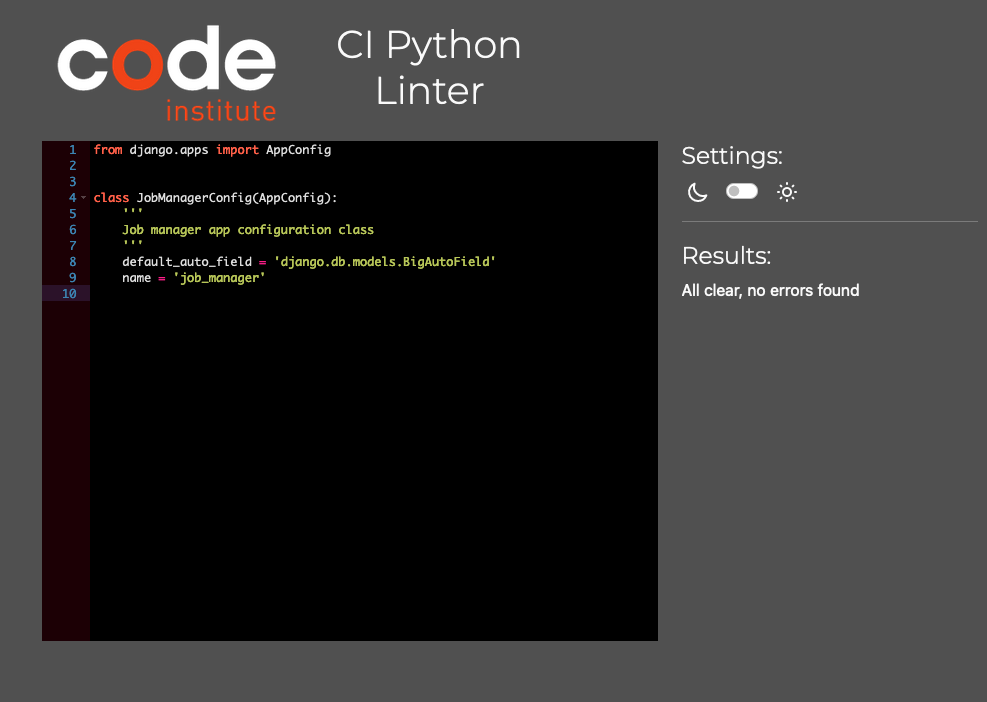 code
institute
CI Python
Linter
1 from django.apps import AppConfig
2
3
4 class JobManagerConfig(AppConfig):
5     '''
6     Job manager app configuration class
7     '''
8     default_auto_field = 'django.db.models.BigAutoField'
9     name = 'job_manager'
10
Settings:
Results:
All clear, no errors found